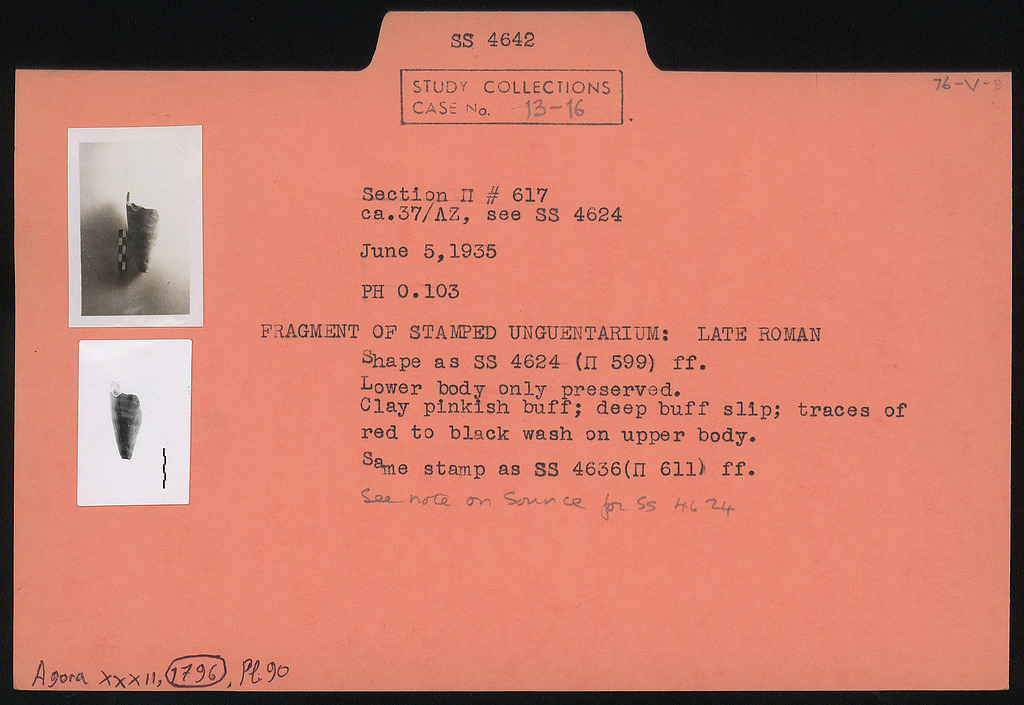 SS 4642
STUDY COLLECTIONS
CASE No. 13-16
76-V-B
Section Π # 617
ca.37/ΛΖ, see SS 4624
June 5,1935
PH 0.103
FRAGMENT OF STAMPED UNGUENTARIUM: LATE ROMAN
Shape as SS 4624 (Π 599) ff.
Lower body only preserved.
Clay pinkish buff; deep buff slip; traces of
red to black wash on upper body.
Same stamp as SS 4636(Π 611) ff.
See note on Source for SS 4624
Agora XXXII, 1796, Pl. 90